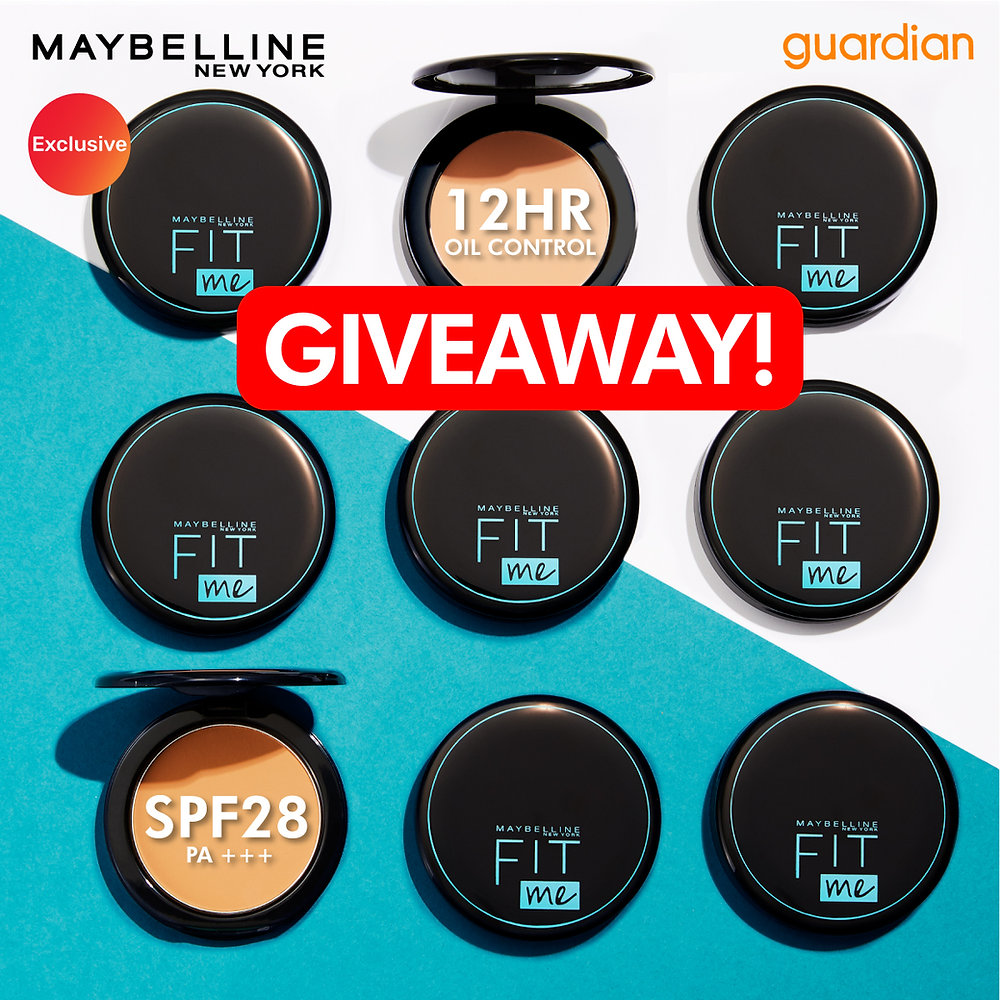 MAYBELLINE
NEW YORK
guardian
Exclusive
MAYBELLINE
NEW YORK
FIT
me
12HR
OIL CONTROL
MAYBELLINE
NEW YORK
FIT
me
GIVEAWAY!
MAYBELLINE
NEW YORK
FIT
me
MAYBELLINE
NEW YORK
FIT
me
MAYBELLINE
NEW YORK
FIT
me
SPF28
PA +++
MAYBELLINE
NEW YORK
FIT
me
MAYBELLINE
NEW YORK
FIT
me